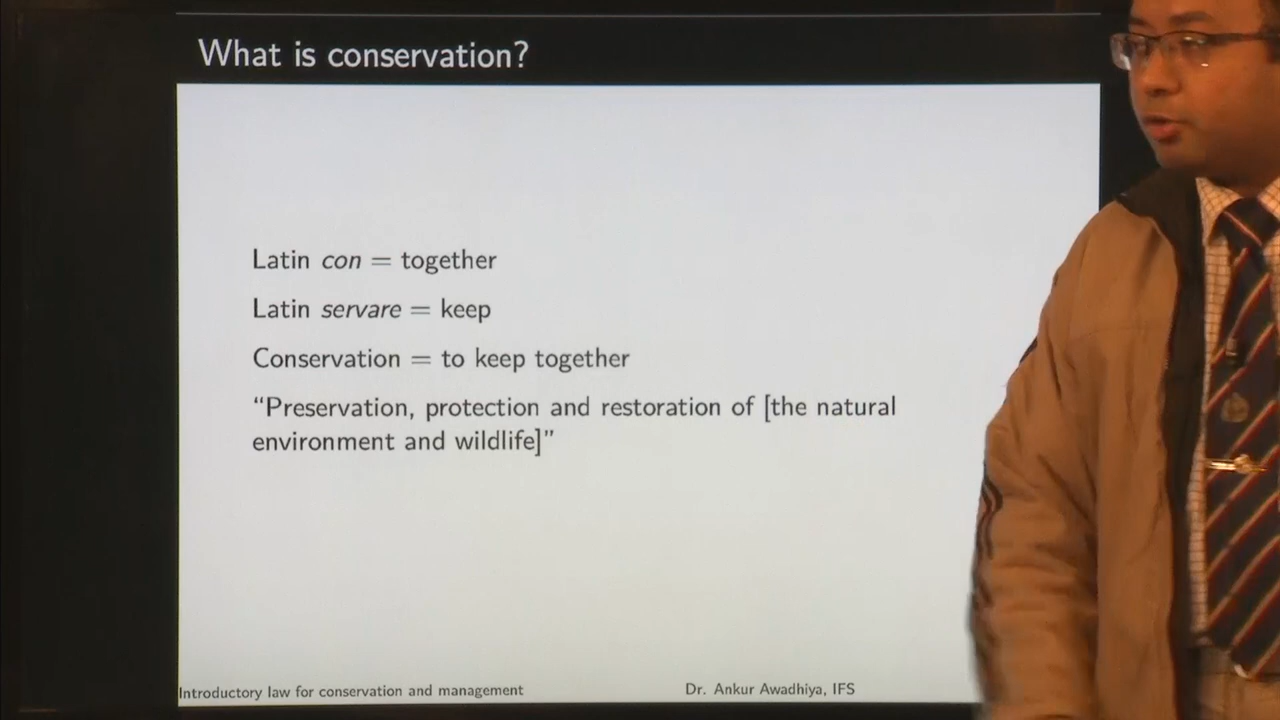 What is conservation?
Latin con = together
Latin servare = keep
Conservation = to keep together
“Preservation, protection and restoration of [the natural
environment and wildlife]”
Introductory law for conservation and management
Dr. Ankur Awadhiya, IFS